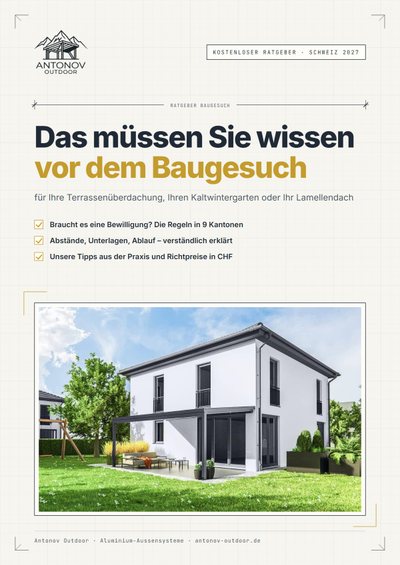 ANTONOV
OUTDOOR
KOSTENLOSER RATGEBER · SCHWEIZ 2027
RATGEBER BAUGESUCH
Das müssen Sie wissen
vor dem Baugesuch
für Ihre Terrassenüberdachung, Ihren Kaltwintergarten oder Ihr Lamellendach
Braucht es eine Bewilligung? Die Regeln in 9 Kantonen
Abstände, Unterlagen, Ablauf – verständlich erklärt
Unsere Tipps aus der Praxis und Richtpreise in CHF
Antonov Outdoor · Aluminium-Aussensysteme · antonov-outdoor.de